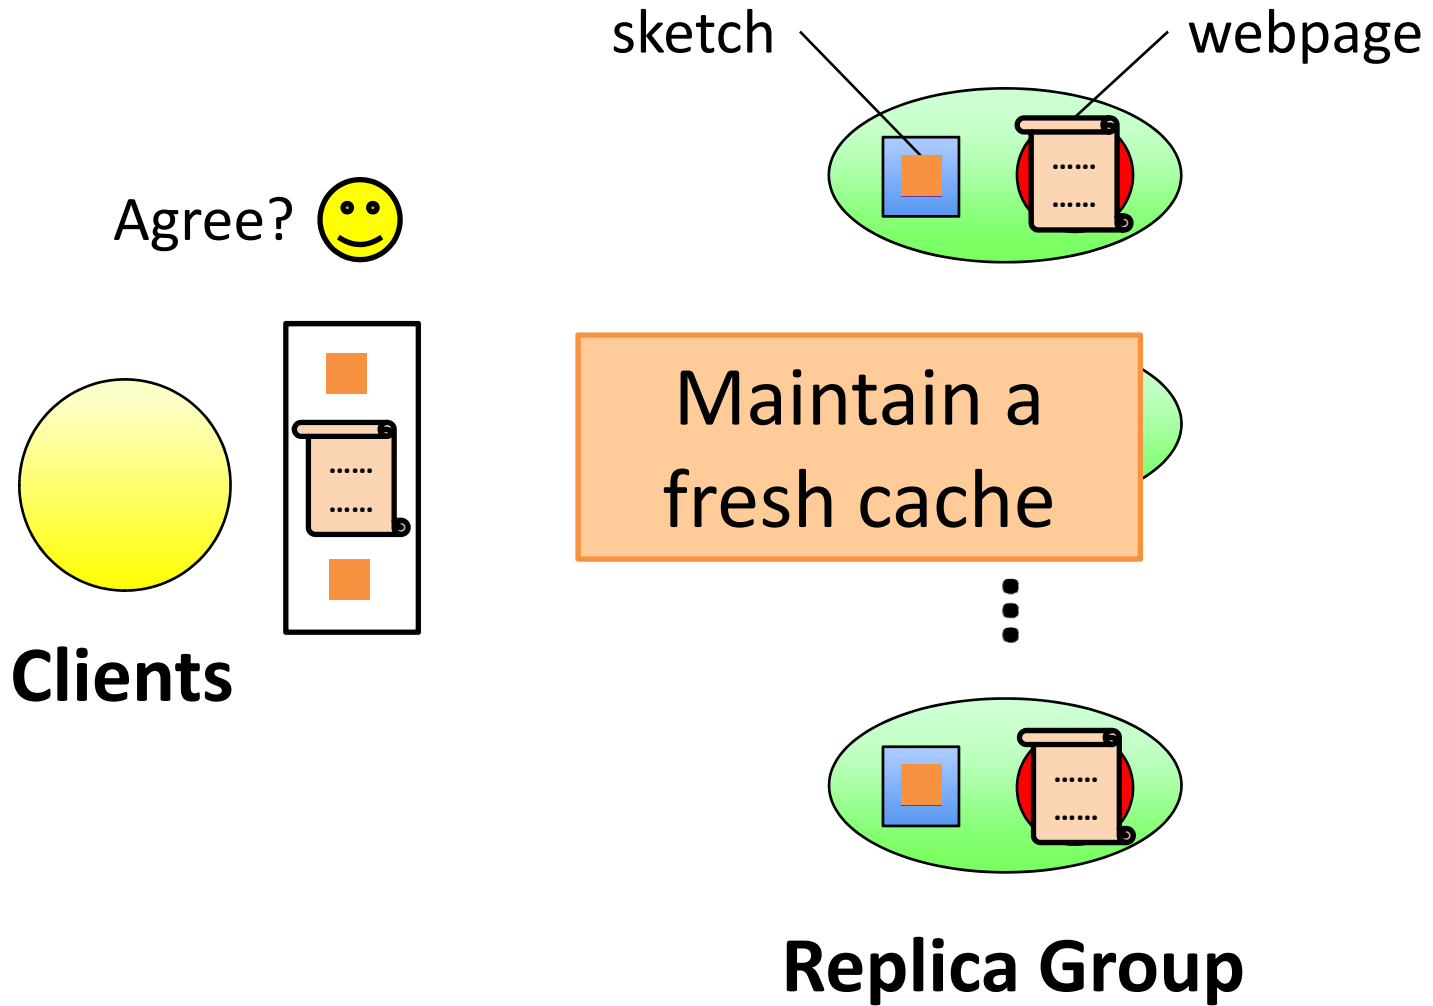 sketch
webpage
Agree?
Maintain a
fresh cache
Clients
Replica Group